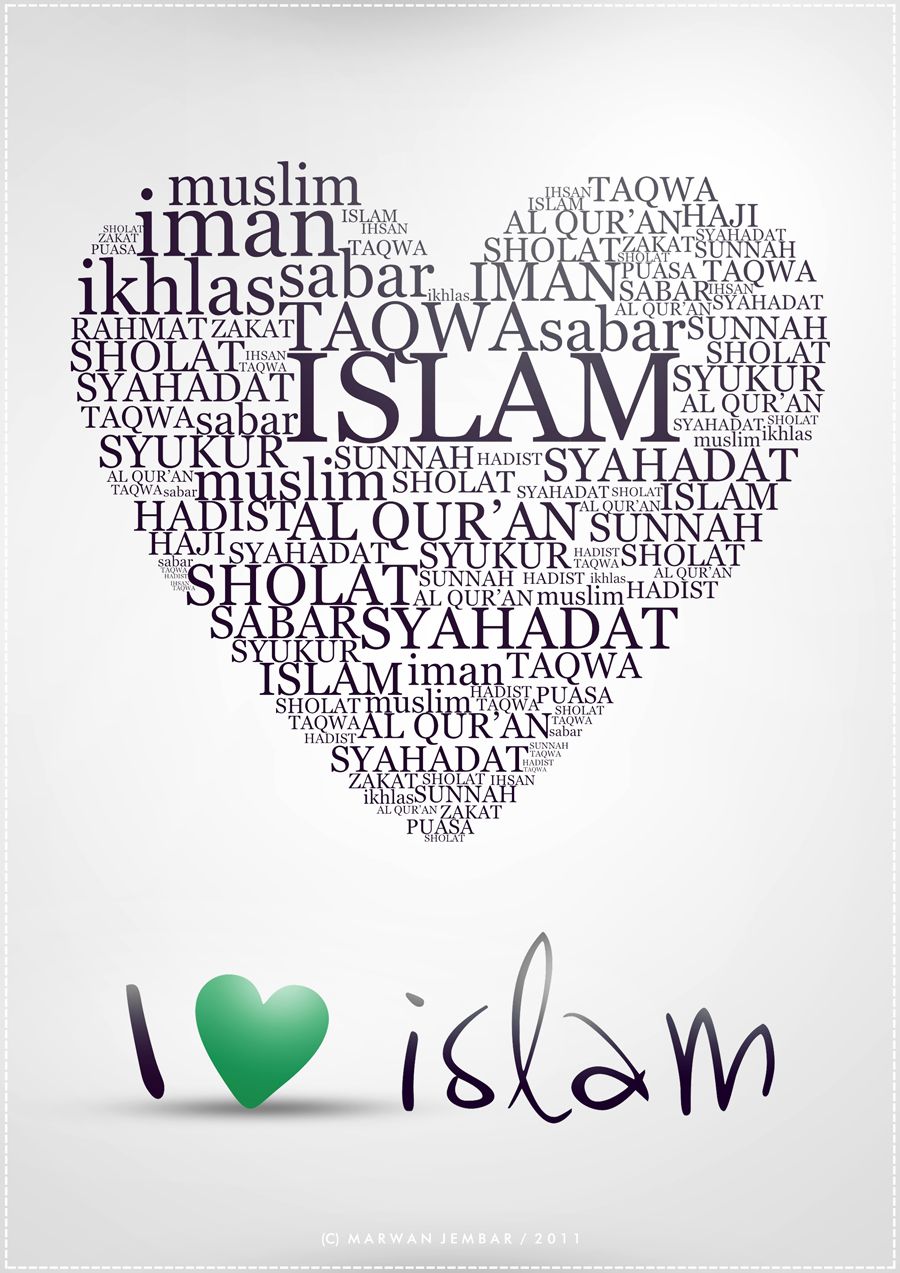 muslim
iman ISLAM
IHSAN
SHOLAT
ZAKAT
PUASA
TAQWA
IHSAN TAQWA
ISLAM
AL QUR'AN HAJI
SHOLAT ZAKAT SYAHADAT
SHOLAT SUNNAH
ikhlas sabar ikhlas IMAN PUASA TAQWA
SABAR IHSAN
AL QUR'AN SYAHADAT
RAHMAT ZAKAT TAQWA sabar SUNNAH
SHOLAT IHSAN
TAQWA
ISLAM SHOLAT
SYAHADAT SYUKUR
TAQWA sabar AL QUR'AN
SYAHADAT SHOLAT
muslim ikhlas
SYUKUR SUNNAH HADIST SYAHADAT
AL QUR'AN
TAQWA sabar muslim SHOLAT SYAHADAT SHOLAT ISLAM
AL QUR'AN
HADIST AL QUR'AN SUNNAH
HAJI SYAHADAT SYUKUR HADIST SHOLAT
TAQWA
sabar
TAQWA
HADIST
IHSAN
TAQWA
SHOLAT SUNNAH HADIST ikhlas AL QUR'AN
AL QUR'AN muslim HADIST
SABAR SYAHADAT
SYUKUR
ISLAM iman TAQWA
SHOLAT muslim HADIST PUASA
TAQWA SHOLAT
TAQWA AL QUR'AN TAQWA
HADIST sabar
SYAHADAT SUNNAH
TAQWA
HADIST
TAQWA
ZAKAT SHOLAT IHSAN
ikhlas SUNNAH
AL QUR'AN ZAKAT
PUASA
SHOLAT
I islam
(C) MARWAN JEMBAR / 2011